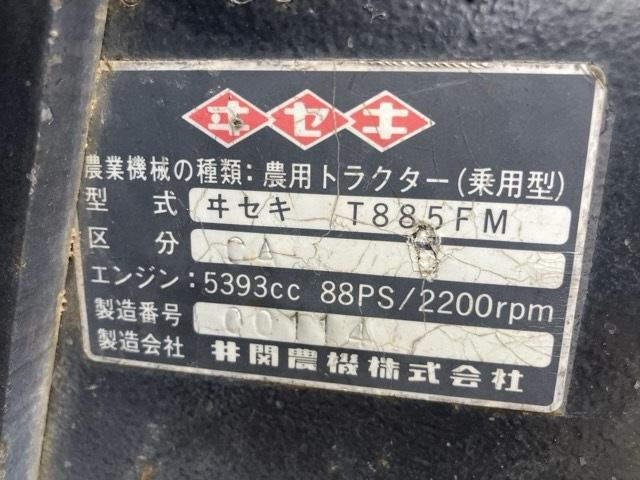 ヰセキ
農業機械の種類:農用トラクター(乗用型)
型式 ヰセキ T885FM
区分 CA
エンジン:5393cc 88PS/2200rpm
製造番号 00114
製造会社 井関農機株式会社